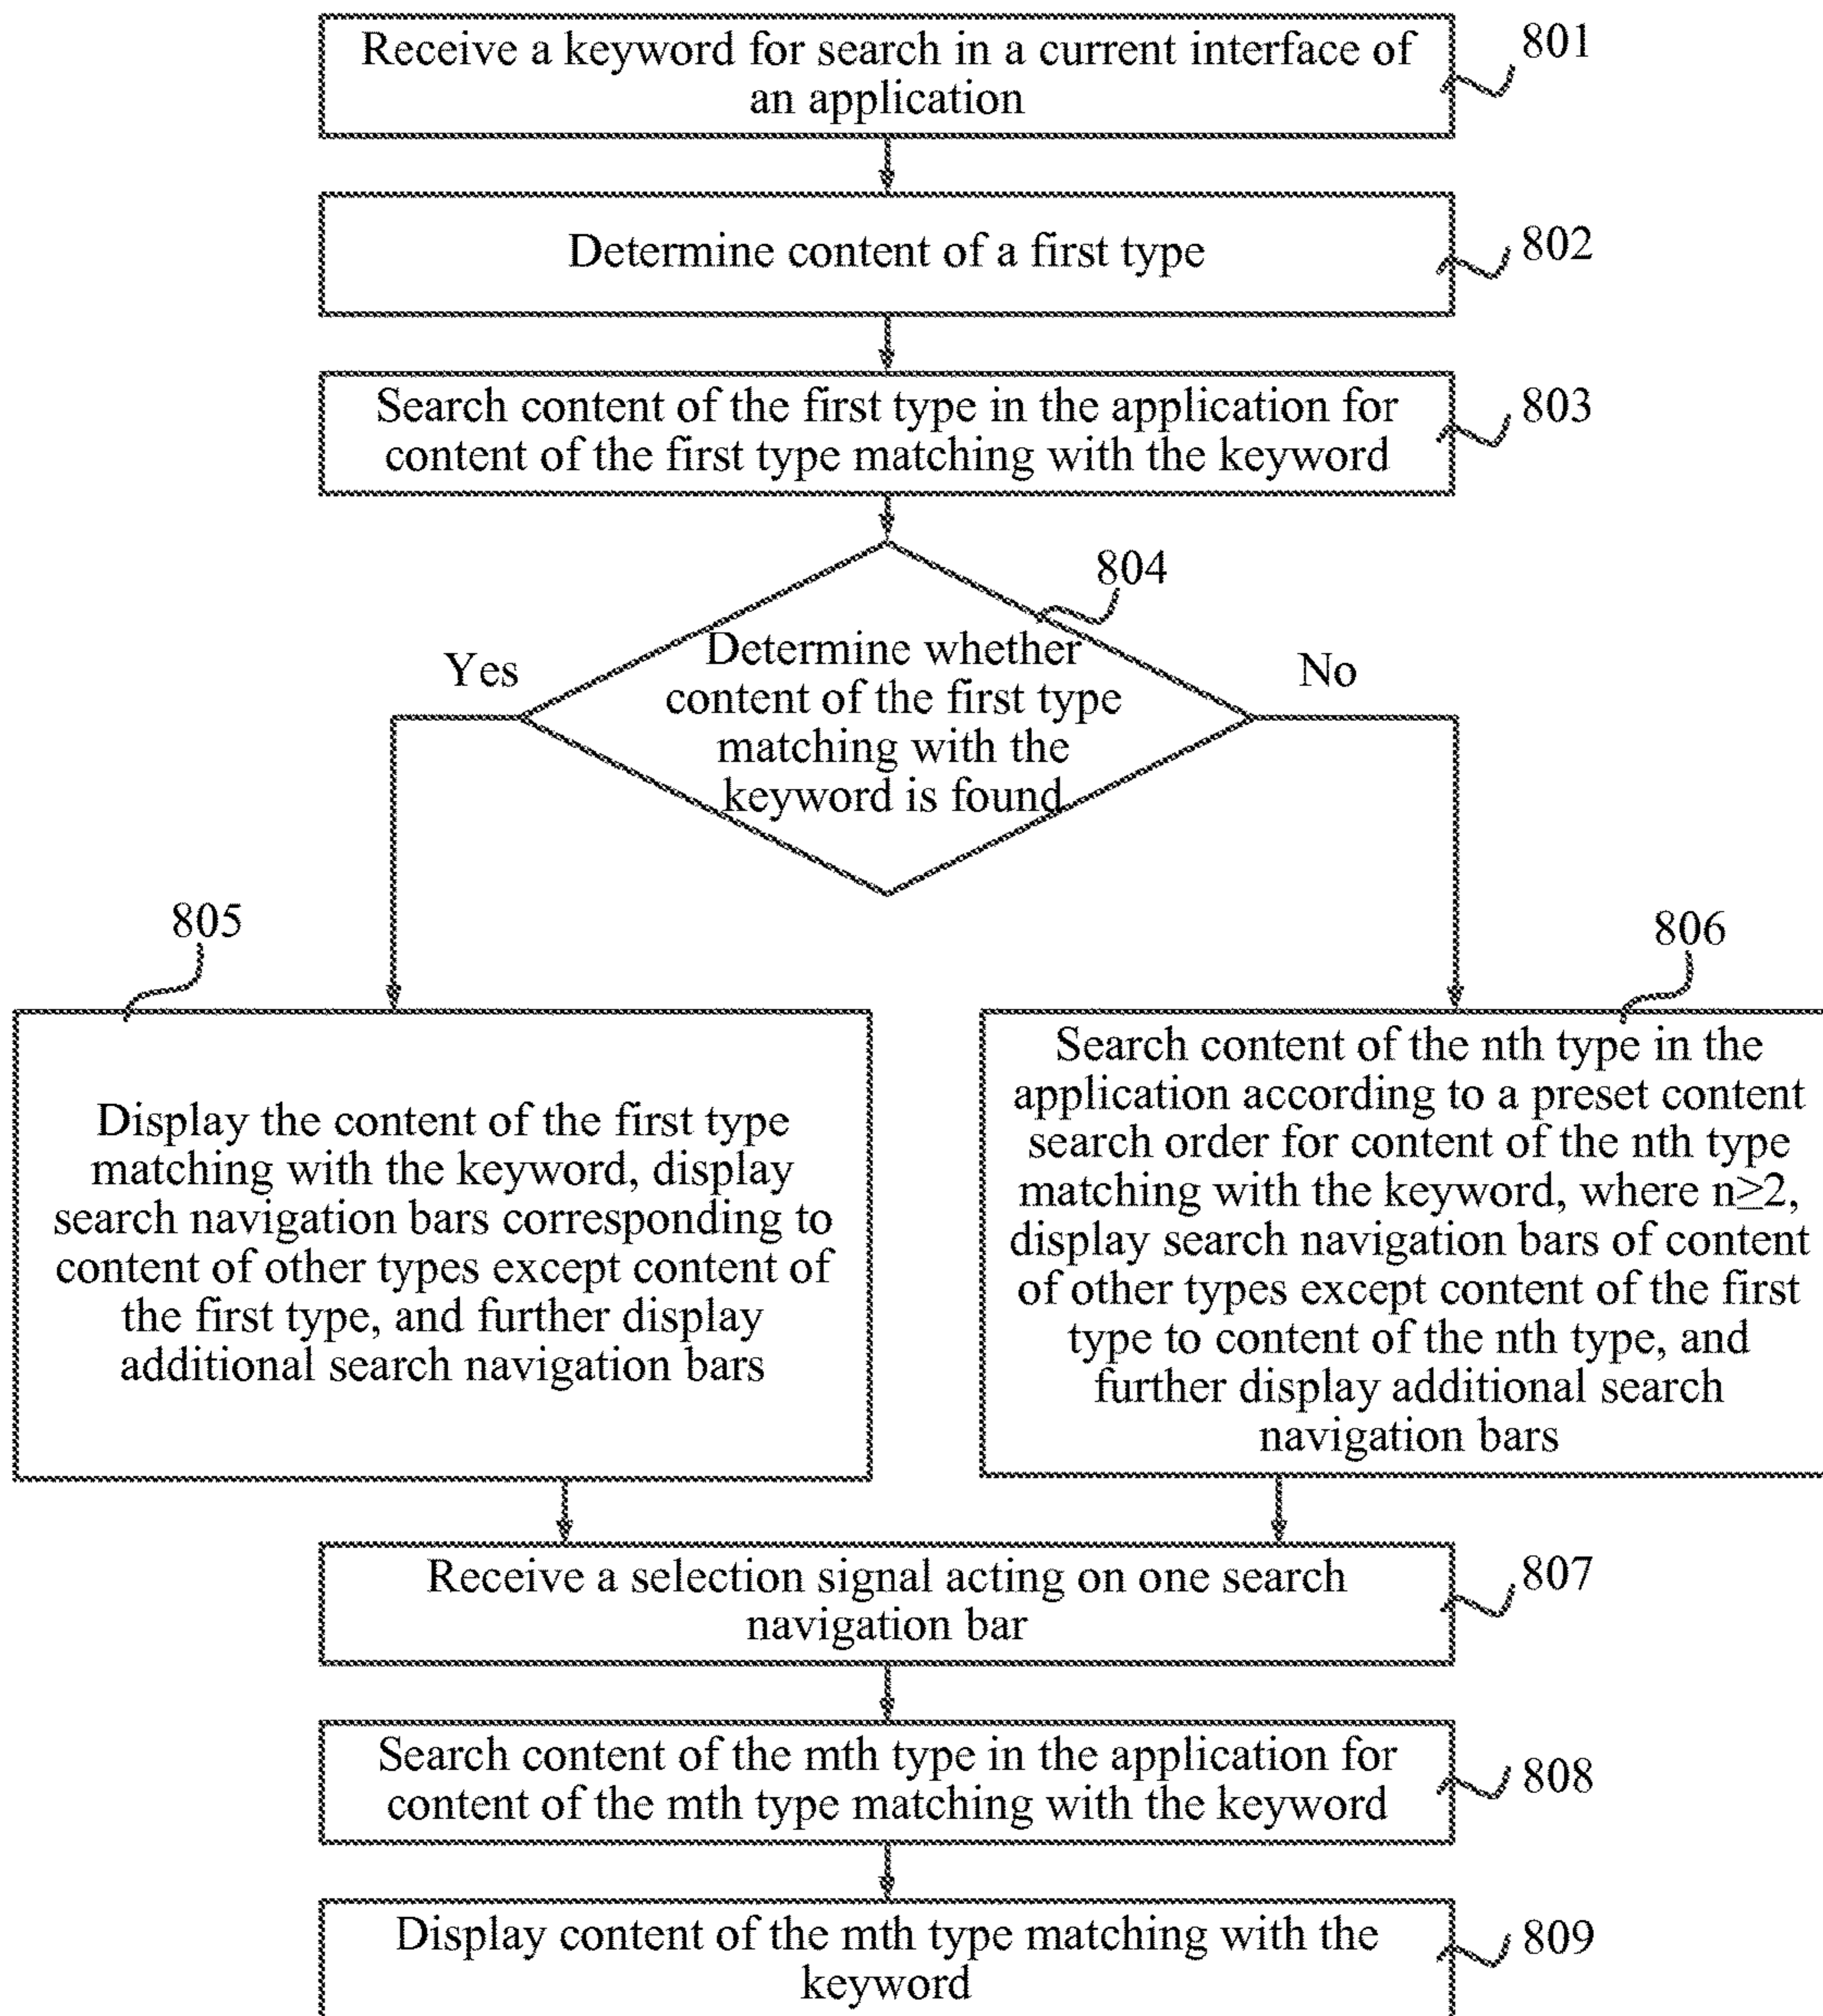 Receive a keyword for search in a current interface of
an application
801
Determine content of a first type
802
Search content of the first type in the application for
content of the first type matching with the keyword
803
804
Determine whether
content of the first type
matching with the
keyword is found
Yes
No
805
Display the content of the first type
matching with the keyword, display
search navigation bars corresponding to
content of other types except content of
the first type, and further display
additional search navigation bars
806
Search content of the nth type in the
application according to a preset content
search order for content of the nth type
matching with the keyword, where n≥2,
display search navigation bars of content
of other types except content of the first
type to content of the nth type, and
further display additional search
navigation bars
Receive a selection signal acting on one search
navigation bar
807
Search content of the mth type in the application for
content of the mth type matching with the keyword
808
Display content of the mth type matching with the
keyword
809